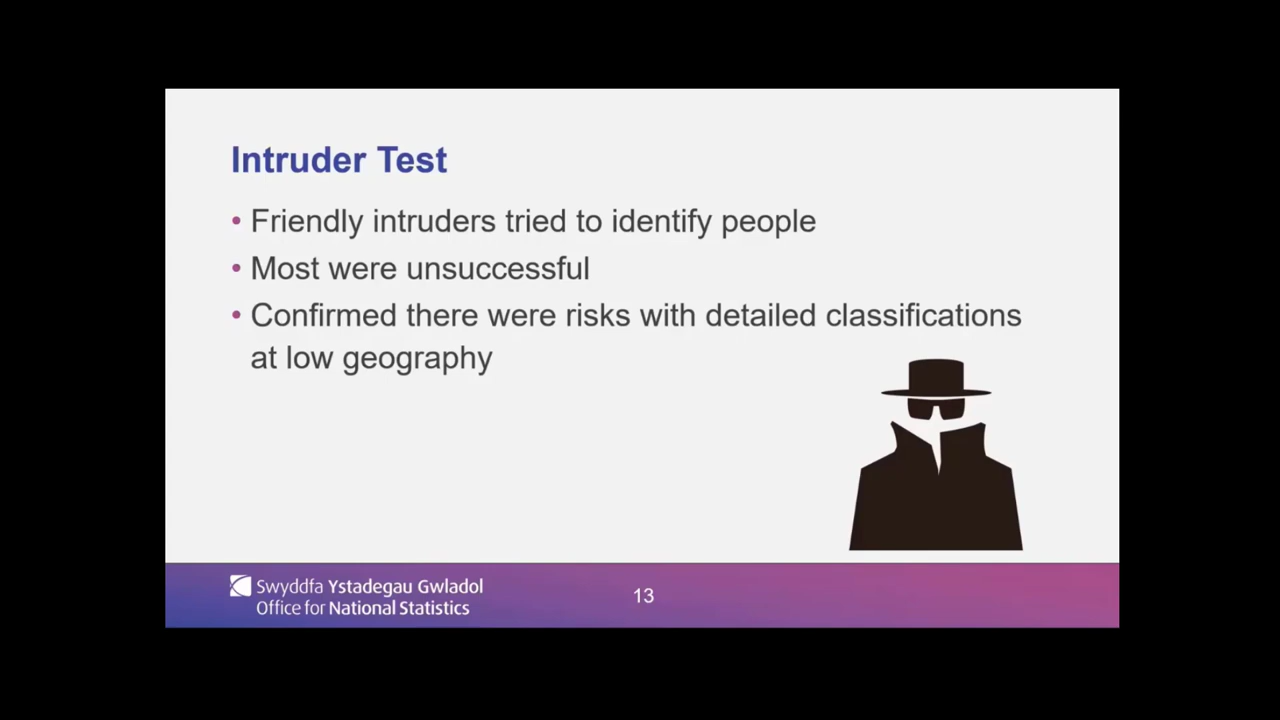 Intruder Test
• Friendly intruders tried to identify people
• Most were unsuccessful
• Confirmed there were risks with detailed classifications
at low geography
Swyddfa Ystadegau Gwladol
Office for National Statistics
13